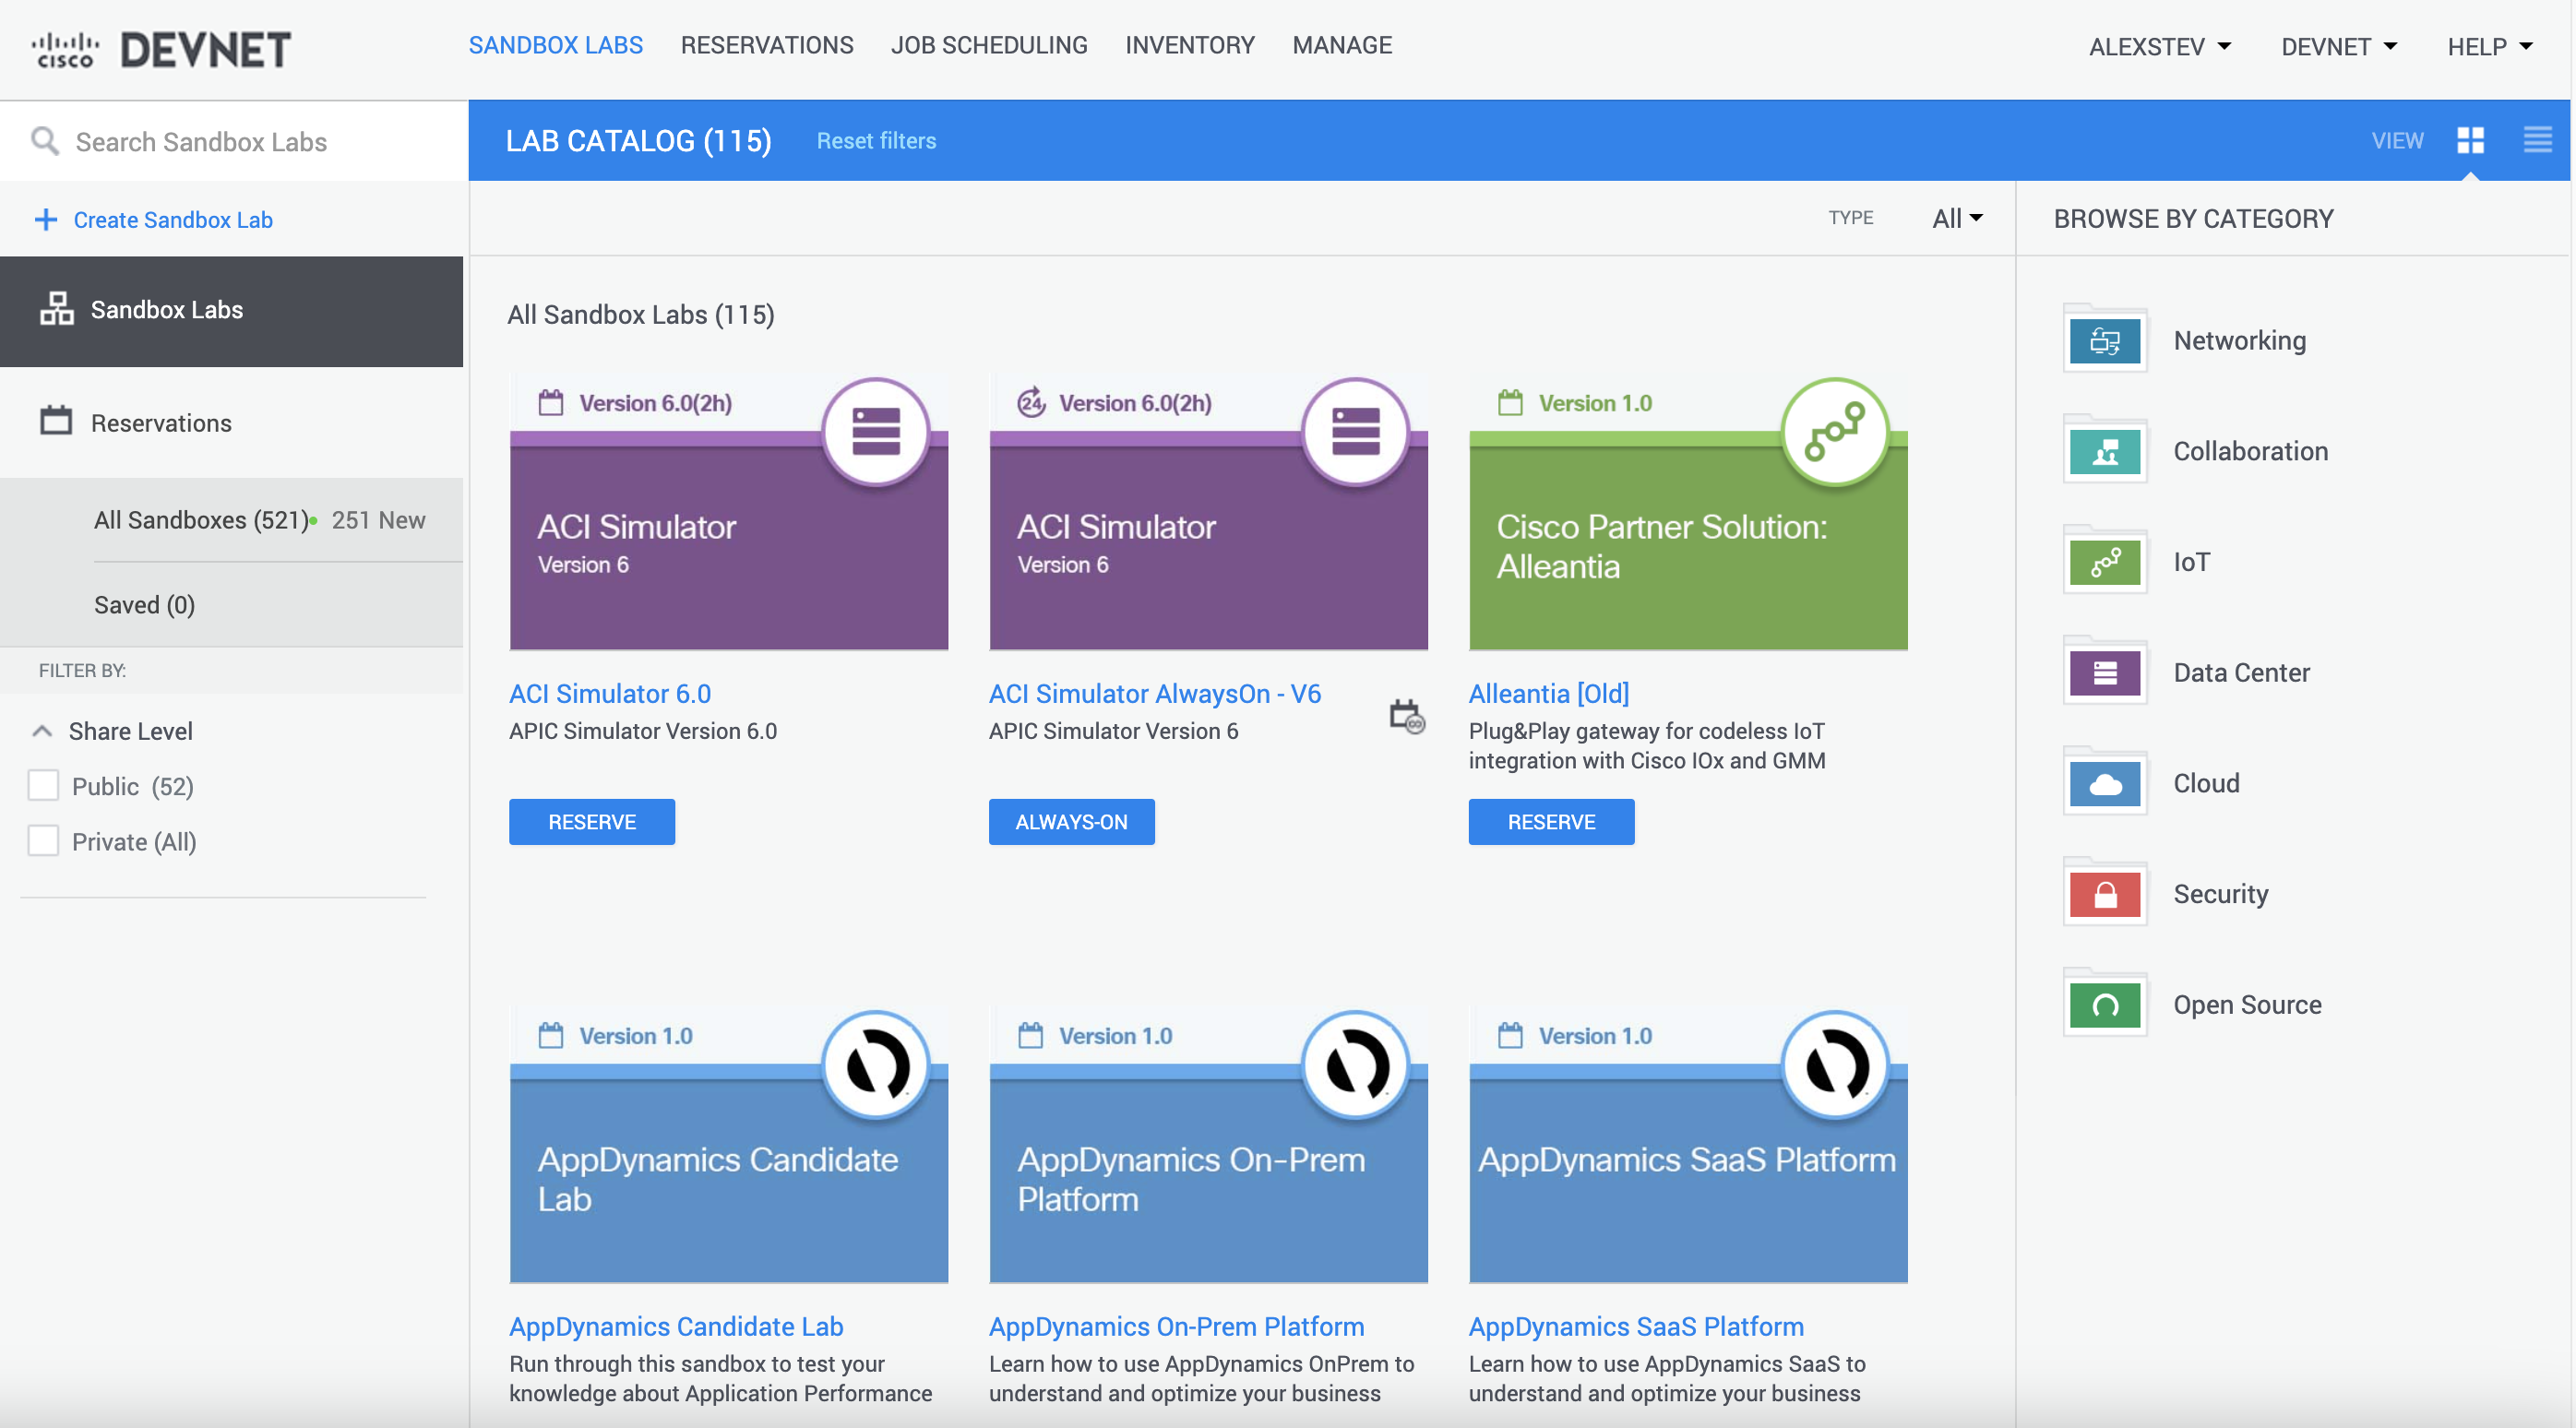 CISCO DEVNET
SANDBOX LABS RESERVATIONS JOB SCHEDULING INVENTORY MANAGE
ALEXSTEV DEVNET HELP
Search Sandbox Labs
Create Sandbox Lab
Sandbox Labs
Reservations
All Sandboxes (521) 251 New
Saved (0)
FILTER BY:
Share Level
Public (52)
Private (All)
LAB CATALOG (115) Reset filters
VIEW
TYPE All
All Sandbox Labs (115)
Version 6.0(2h)
ACI Simulator
Version 6
ACI Simulator 6.0
APIC Simulator Version 6.0
RESERVE
24 Version 6.0(2h)
ACI Simulator
Version 6
ACI Simulator AlwaysOn - V6
APIC Simulator Version 6
ALWAYS-ON
Version 1.0
Cisco Partner Solution:
Alleantia
Alleantia [Old]
Plug&Play gateway for codeless IoT
integration with Cisco IOx and GMM
RESERVE
Version 1.0
AppDynamics Candidate
Lab
AppDynamics Candidate Lab
Run through this sandbox to test your
knowledge about Application Performance
Version 1.0
AppDynamics On-Prem
Platform
AppDynamics On-Prem Platform
Learn how to use AppDynamics OnPrem to
understand and optimize your business
Version 1.0
AppDynamics SaaS Platform
AppDynamics SaaS Platform
Learn how to use AppDynamics SaaS to
understand and optimize your business
BROWSE BY CATEGORY
Networking
Collaboration
IoT
Data Center
Cloud
Security
Open Source